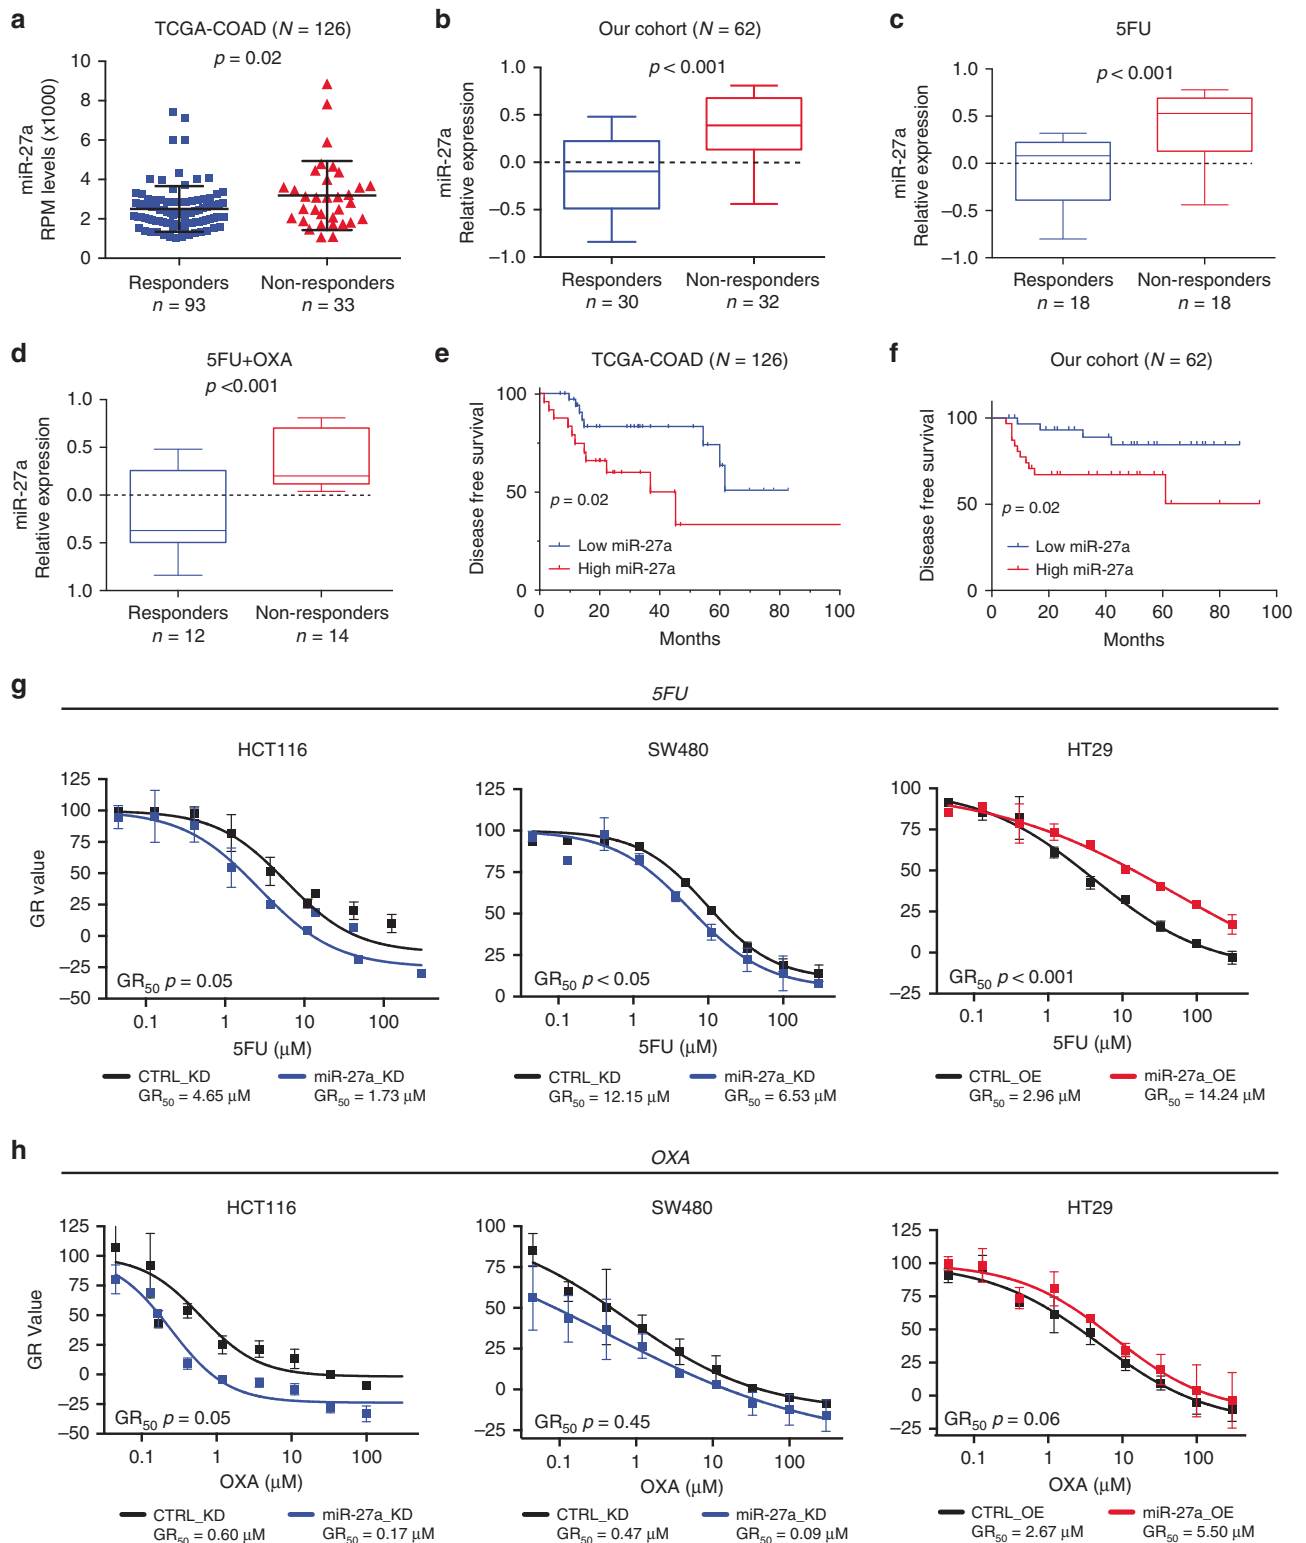 a
TCGA-COAD (N = 126)
p = 0.02
miR-27a
RPM levels (x1000)
10
8
6
4
2
0
Responders
n = 93
Non-responders
n = 33
b
Our cohort (N = 62)
p < 0.001
miR-27a
Relative expression
1.0
0.5
0.0
−0.5
−1.0
Responders
n = 30
Non-responders
n = 32
c
5FU
p < 0.001
miR-27a
Relative expression
1.0
0.5
0.0
−0.5
−1.0
Responders
n = 18
Non-responders
n = 18
d
5FU+OXA
p <0.001
miR-27a
Relative expression
1.0
0.5
0.0
0.5
1.0
Responders
n = 12
Non-responders
n = 14
e
TCGA-COAD (N = 126)
Disease free survival
100
50
0
p = 0.02
Low miR-27a
High miR-27a
0 20 40 60 80 100
Months
f
Our cohort (N = 62)
Disease free survival
100
50
0
p = 0.02
Low miR-27a
High miR-27a
0 20 40 60 80 100
Months
g
5FU
HCT116
GR value
125
100
75
50
25
0
−25
−50
GR50 p = 0.05
0.1 1 10 100
5FU (μM)
CTRL_KD
GR50 = 4.65 μM
miR-27a_KD
GR50 = 1.73 μM
SW480
125
100
75
50
25
0
GR50 p < 0.05
0.1 1 10 100
5FU (μM)
CTRL_KD
GR50 = 12.15 μM
miR-27a_KD
GR50 = 6.53 μM
HT29
100
75
50
25
0
−25
GR50 p < 0.001
0.1 1 10 100
5FU (μM)
CTRL_OE
GR50 = 2.96 μM
miR-27a_OE
GR50 = 14.24 μM
h
OXA
HCT116
GR Value
125
100
75
50
25
0
−25
−50
GR50 p = 0.05
0.1 1 10 100
OXA (μM)
CTRL_KD
GR50 = 0.60 μM
miR-27a_KD
GR50 = 0.17 μM
SW480
100
75
50
25
0
−25
GR50 p = 0.45
0.1 1 10 100
OXA (μM)
CTRL_KD
GR50 = 0.47 μM
miR-27a_KD
GR50 = 0.09 μM
HT29
125
100
75
50
25
0
−25
GR50 p = 0.06
0.1 1 10 100
OXA (μM)
CTRL_OE
GR50 = 2.67 μM
miR-27a_OE
GR50 = 5.50 μM